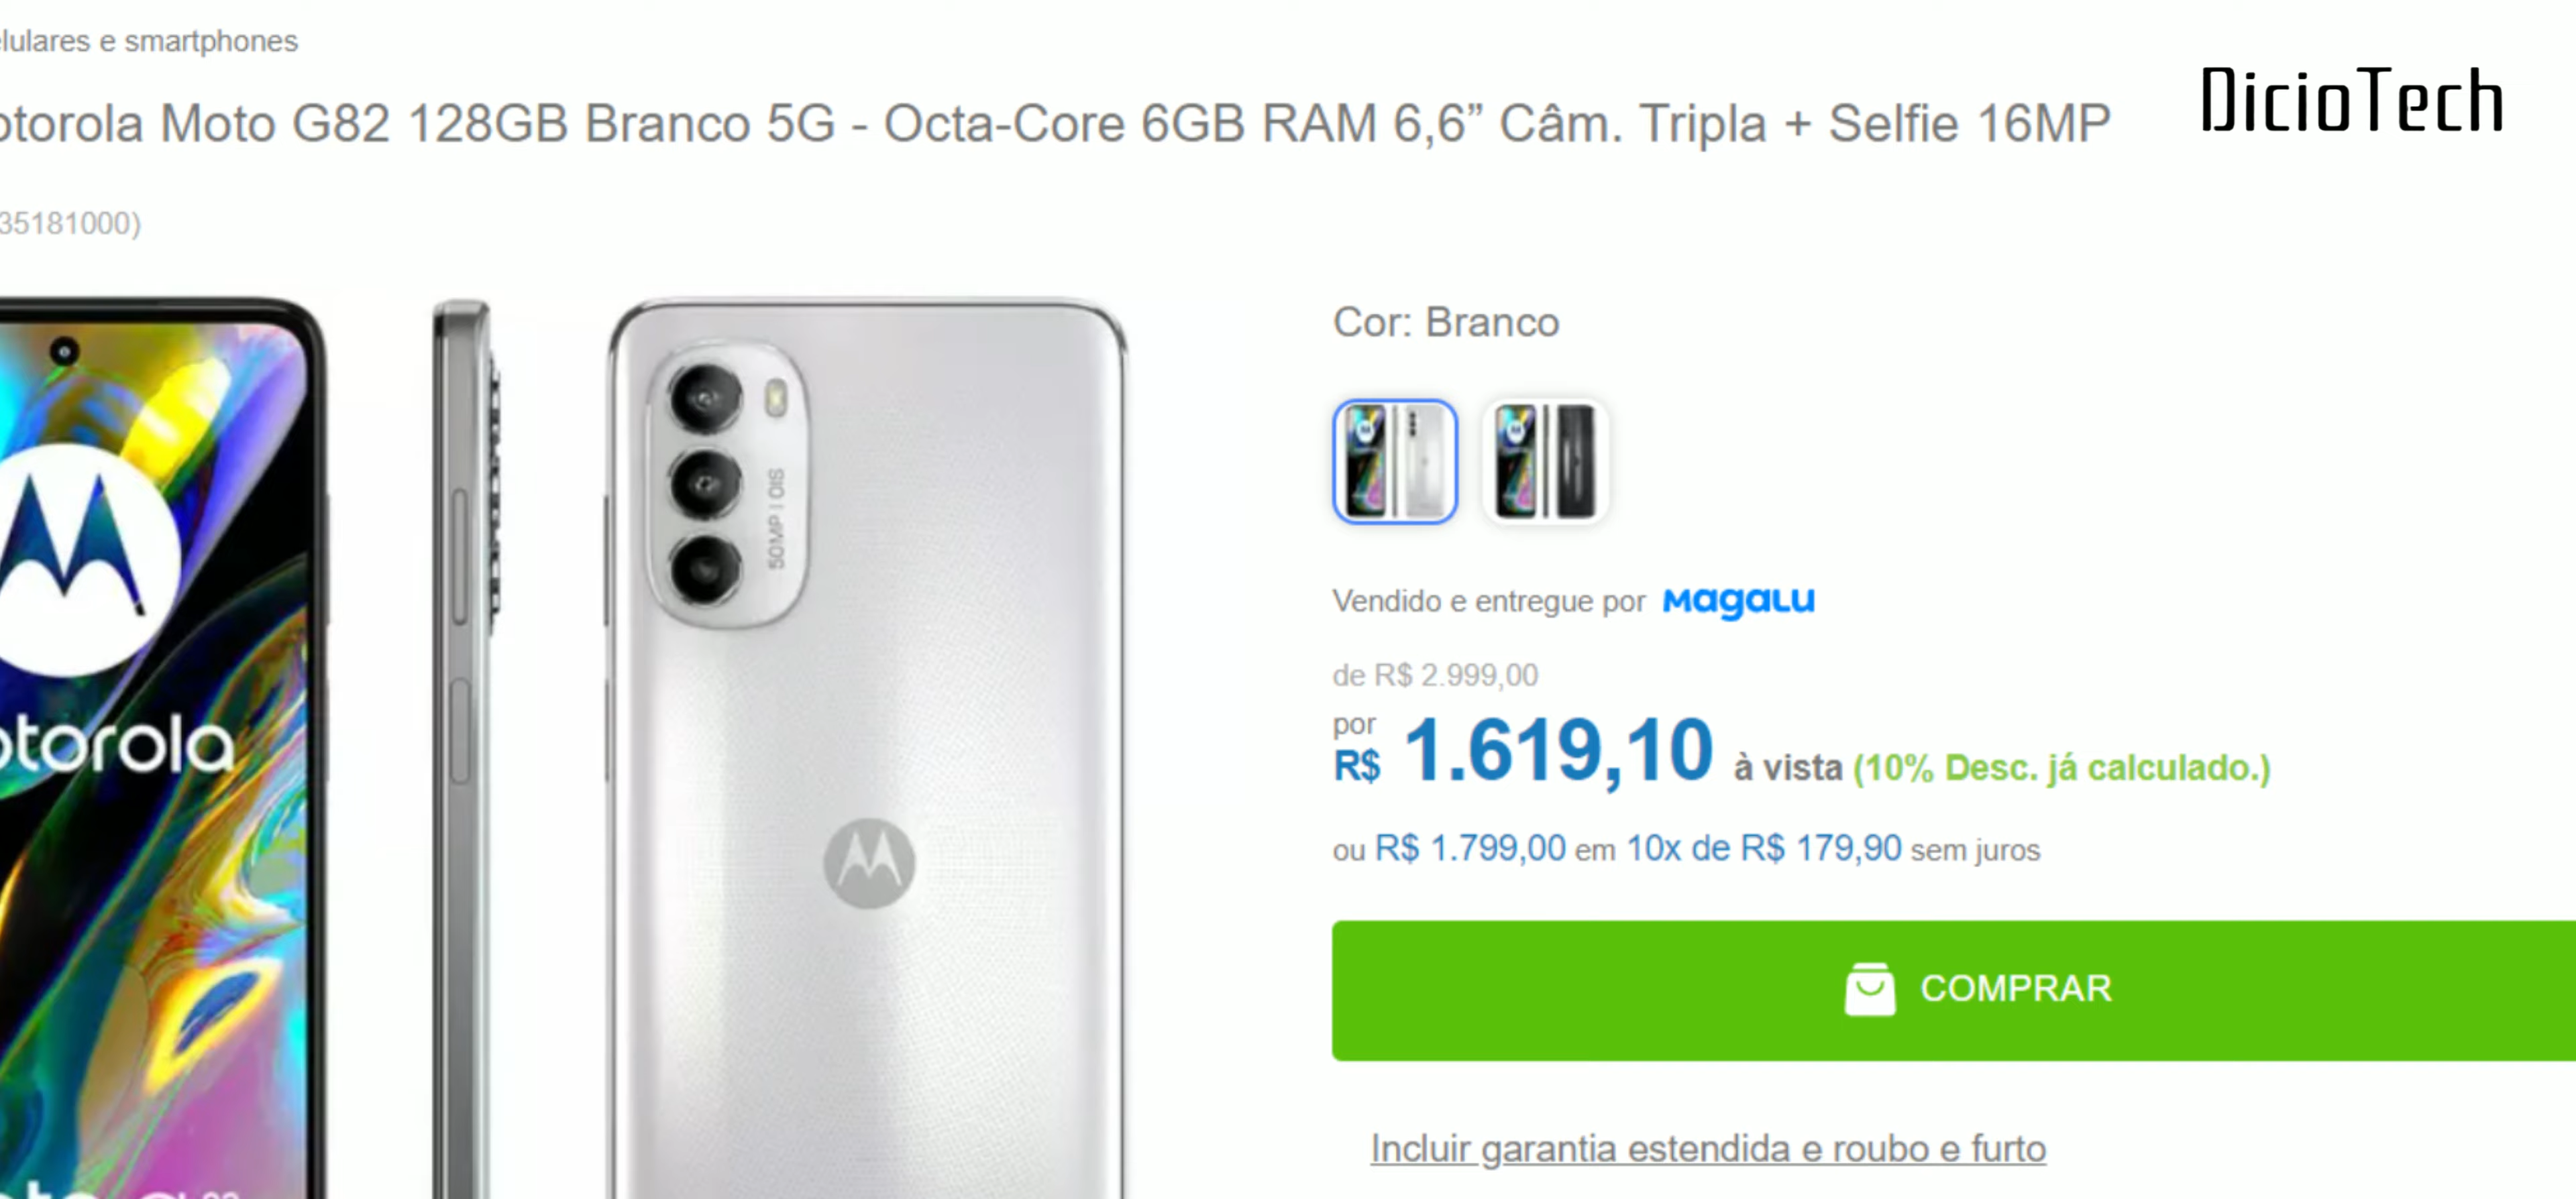 elulares e smartphones
otorola Moto G82 128GB Branco 5G - Octa-Core 6GB RAM 6,6” Câm. Tripla + Selfie 16MP
DicioTech
35181000)
Cor: Branco
50MP | OIS
Vendido e entregue por Magalu
de R$ 2.999,00
por
R$ 1.619,10 à vista (10% Desc. já calculado.)
otorola
ou R$ 1.799,00 em 10x de R$ 179,90 sem juros
COMPRAR
Incluir garantia estendida e roubo e furto